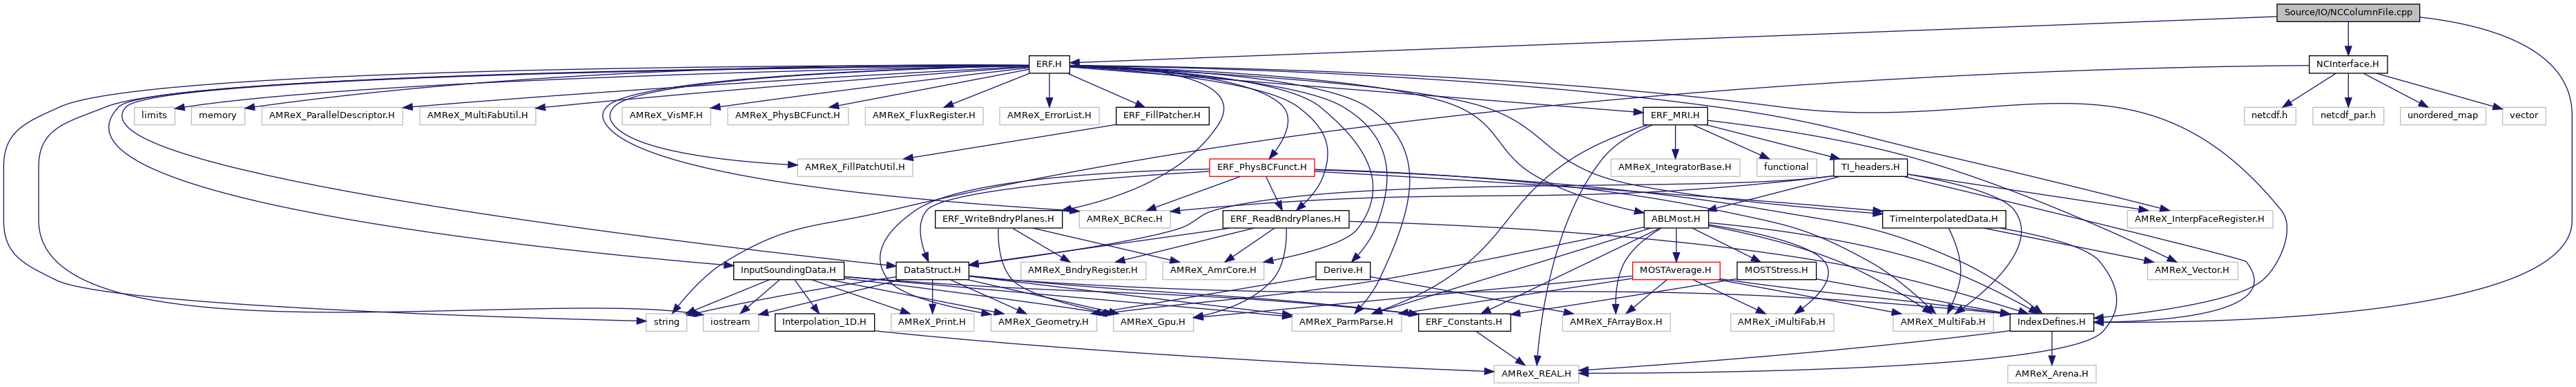 Source/IO/NCColumnFile.cpp
ERF.H
NCInterface.H
limits
memory
AMReX_ParallelDescriptor.H
AMReX_MultiFabUtil.H
AMReX_VisMF.H
AMReX_PhysBCFunct.H
AMReX_FluxRegister.H
AMReX_ErrorList.H
ERF_FillPatcher.H
ERF_MRI.H
netcdf.h
netcdf_par.h
unordered_map
vector
AMReX_FillPatchUtil.H
ERF_PhysBCFunct.H
AMReX_IntegratorBase.H
functional
TI_headers.H
ERF_WriteBndryPlanes.H
AMReX_BCRec.H
ERF_ReadBndryPlanes.H
ABLMost.H
TimeInterpolatedData.H
AMReX_InterpFaceRegister.H
InputSoundingData.H
DataStruct.H
AMReX_BndryRegister.H
AMReX_AmrCore.H
Derive.H
MOSTAverage.H
MOSTStress.H
AMReX_Vector.H
string
iostream
Interpolation_1D.H
AMReX_Print.H
AMReX_Geometry.H
AMReX_Gpu.H
AMReX_ParmParse.H
ERF_Constants.H
AMReX_FArrayBox.H
AMReX_iMultiFab.H
AMReX_MultiFab.H
IndexDefines.H
AMReX_REAL.H
AMReX_Arena.H